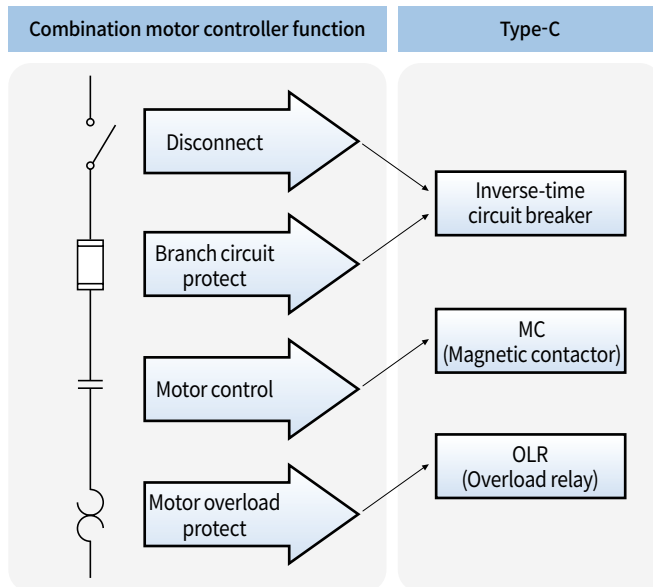 Combination motor controller function
Type-C
Disconnect
Inverse-time
circuit breaker
Branch circuit
protect
MC
(Magnetic contactor)
Motor control
OLR
(Overload relay)
Motor overload
protect